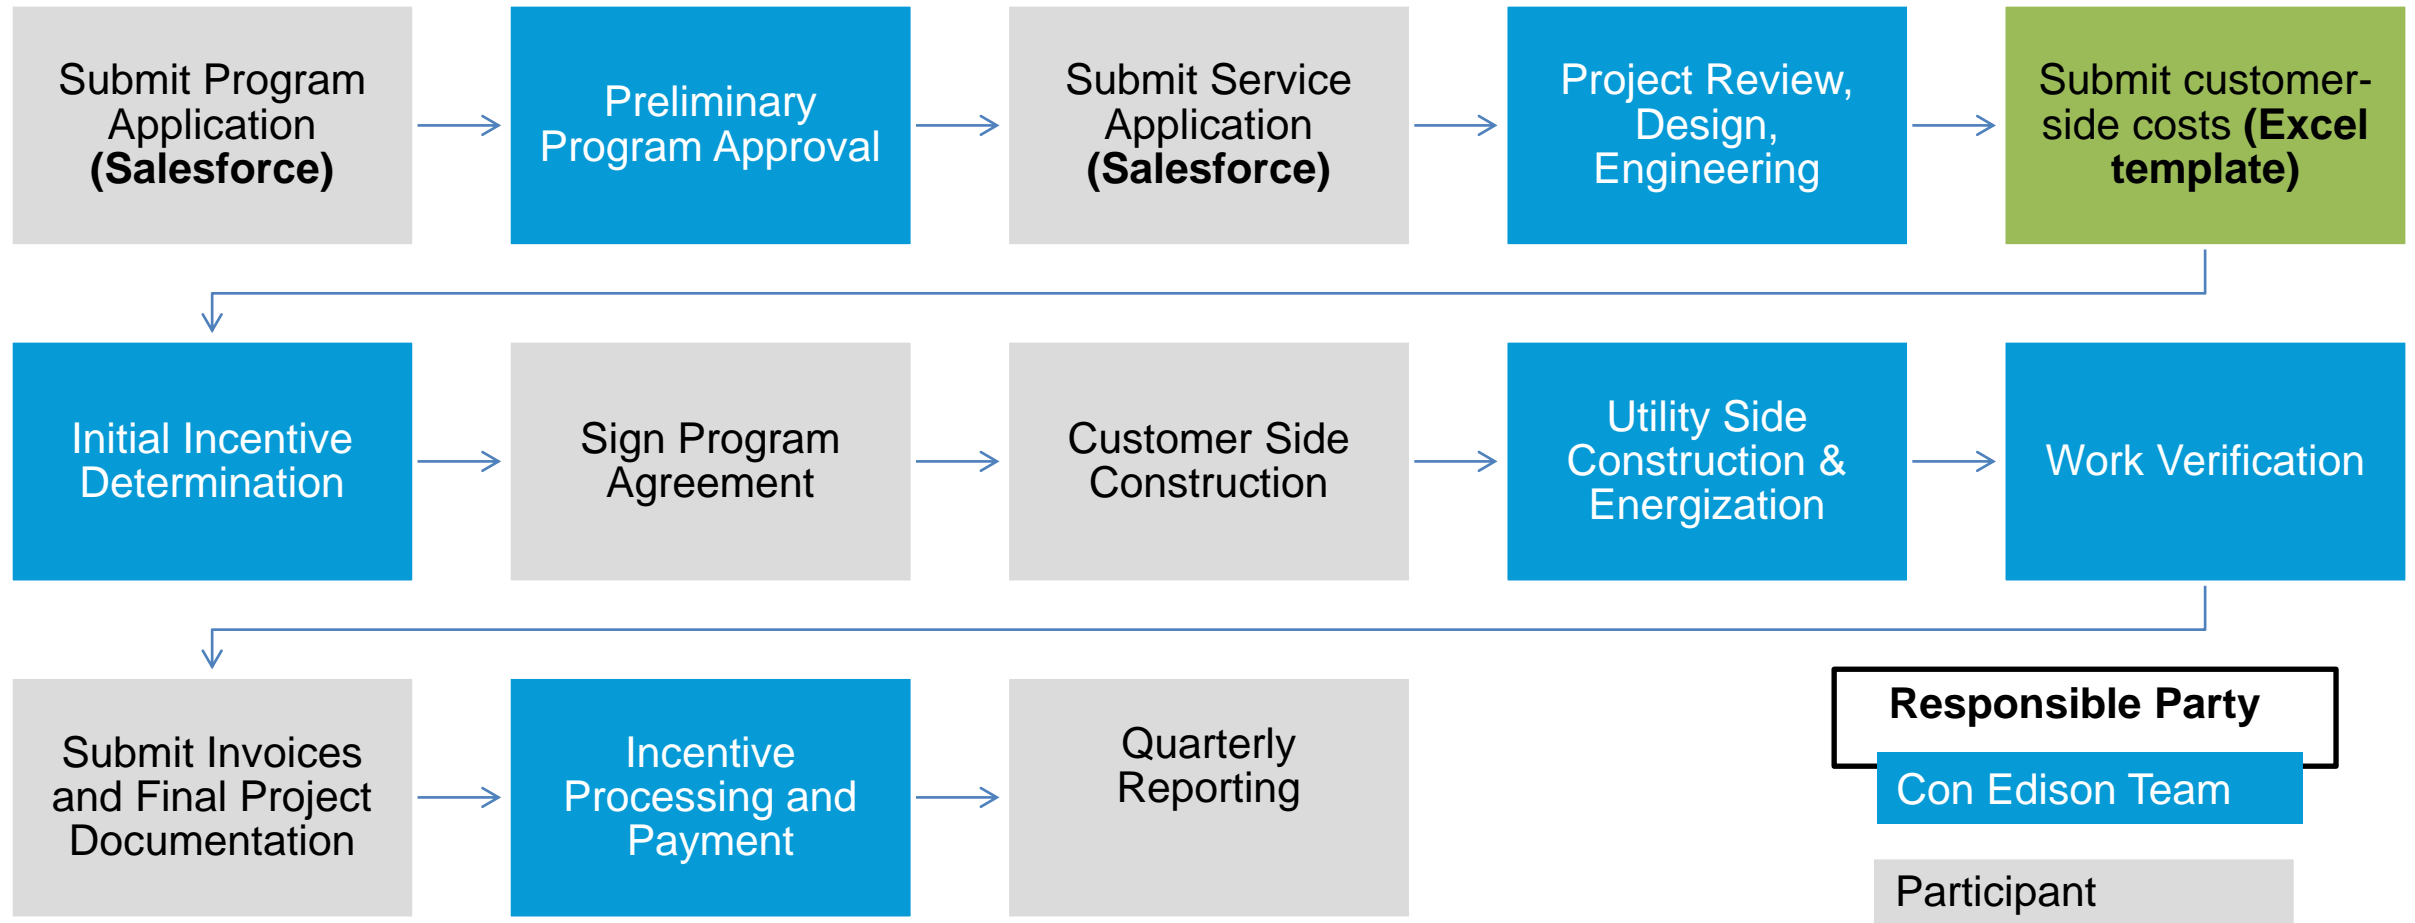 Submit Program
Application
(Salesforce)
Preliminary
Program Approval
Submit Service
Application
(Salesforce)
Project Review,
Design,
Engineering
Submit customer-
side costs (Excel
template)
Initial Incentive
Determination
Sign Program
Agreement
Customer Side
Construction
Utility Side
Construction &
Energization
Work Verification
Submit Invoices
and Final Project
Documentation
Incentive
Processing and
Payment
Quarterly
Reporting
Responsible Party
Con Edison Team
Participant